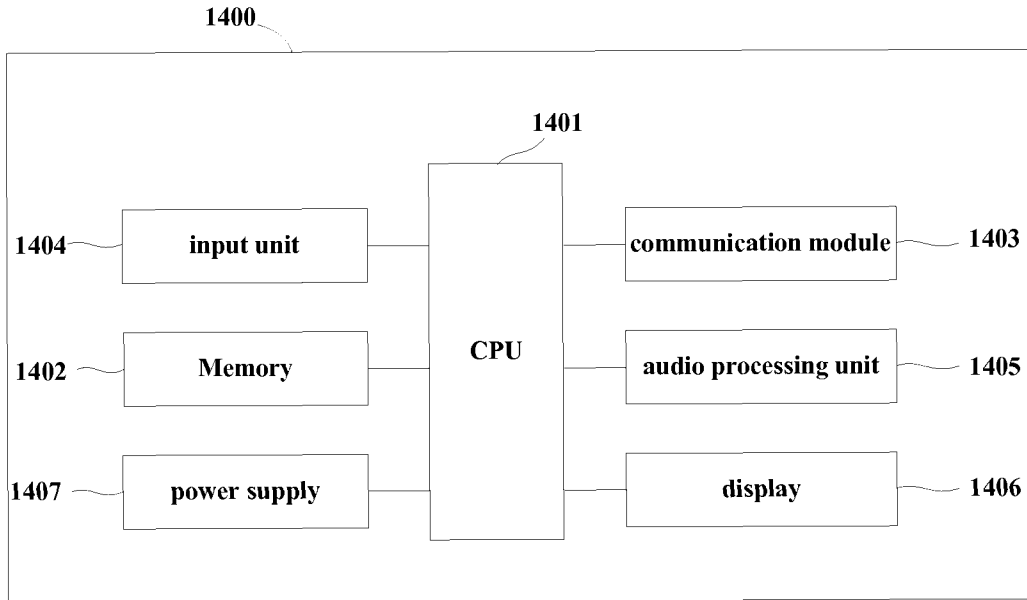 1400
1401
1404 input unit communication module 1403
CPU
1402 Memory audio processing unit 1405
1407 power supply display 1406